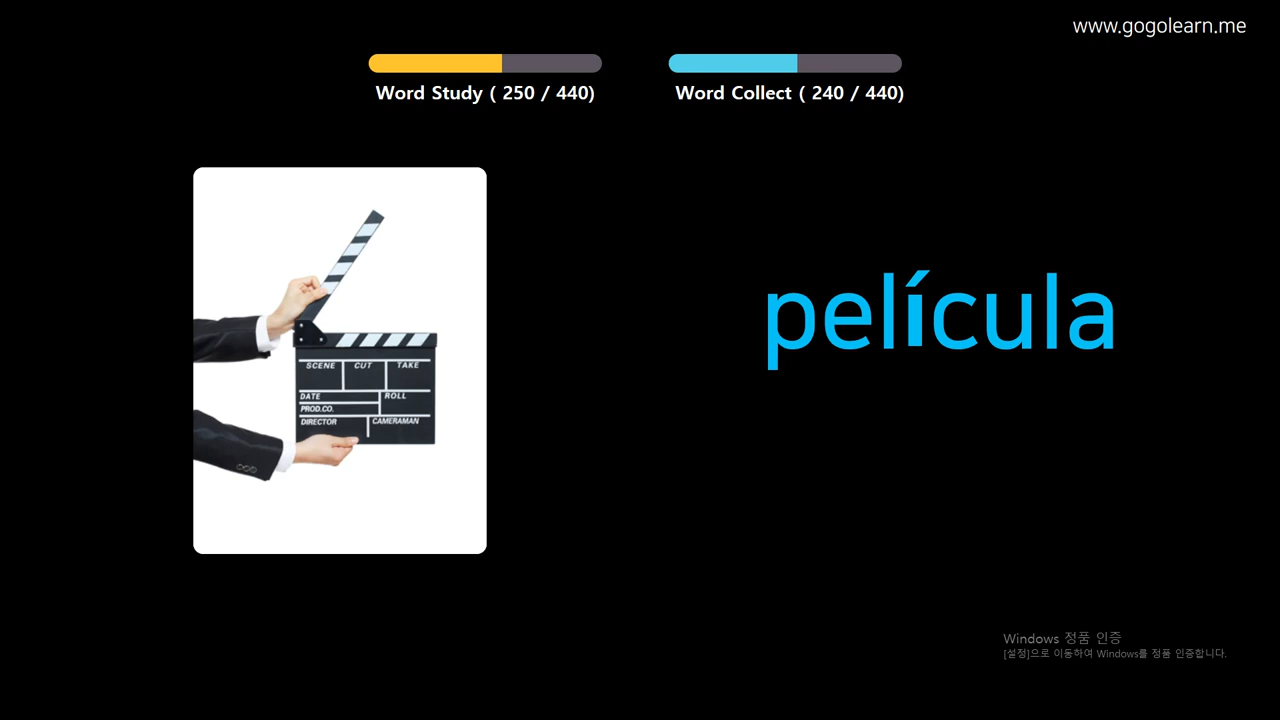 www.gogolearn.me
Word Study ( 250 / 440)
Word Collect ( 240 / 440)
SCENE CUT TAKE
DATE ROLL
PROD.CO.
DIRECTOR CAMERAMAN
película
Windows 정품 인증
[설정]으로 이동하여 Windows를 정품 인증합니다.